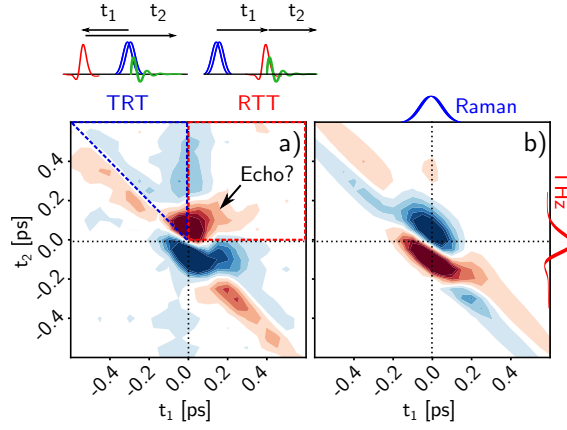 t₁ t₂ t₁ t₂
TRT RTT Raman
a) b)
Echo?
THz
t₂ [ps]
0.4
0.2
0.0
-0.2
-0.4
-0.4 -0.2 0.0 0.2 0.4 -0.4 -0.2 0.0 0.2 0.4
t₁ [ps] t₁ [ps]